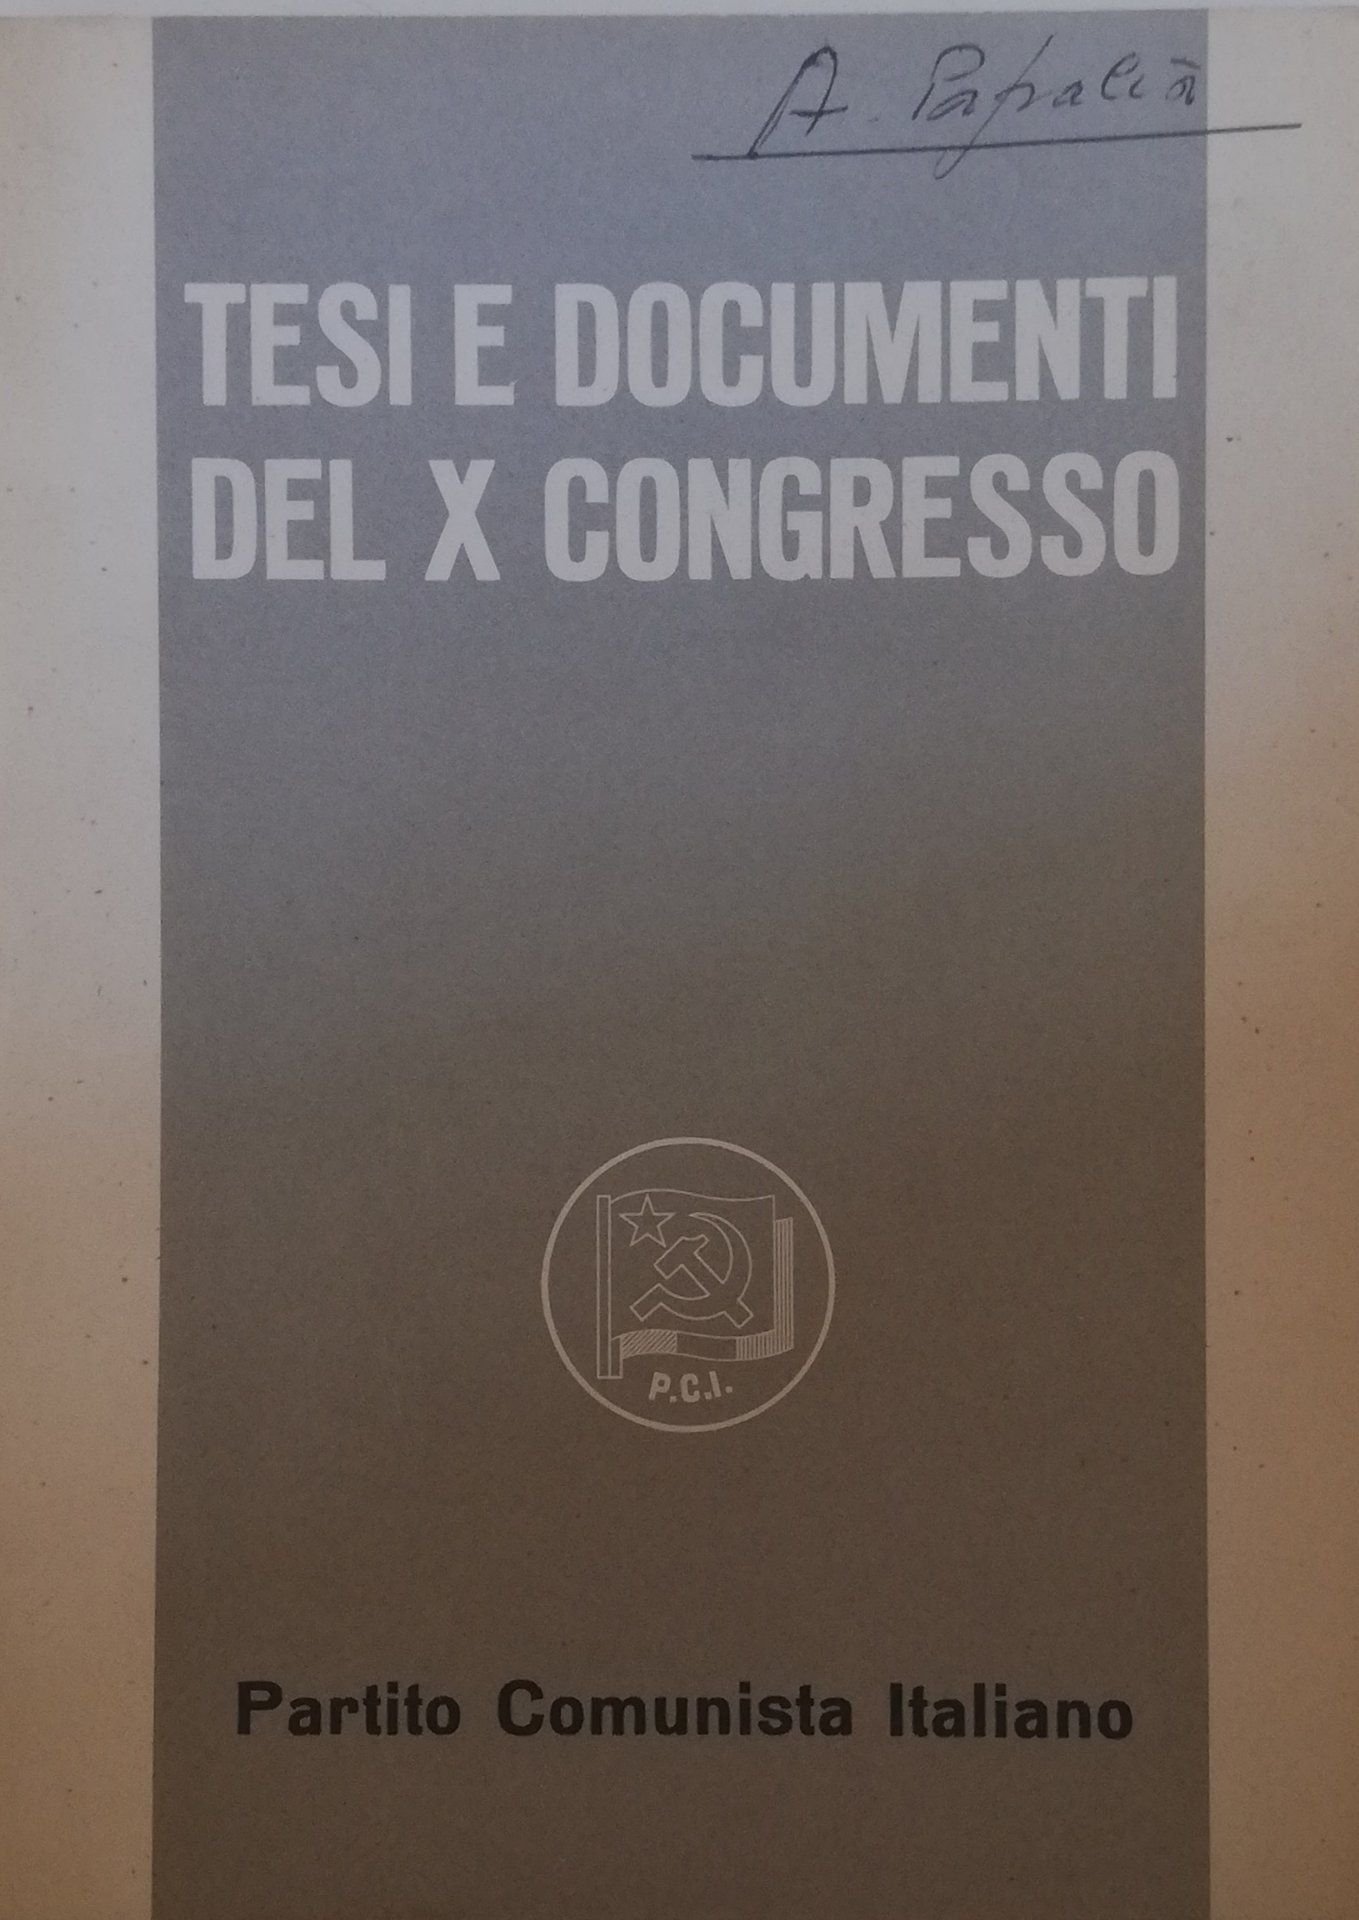 A. Papalia
TESI E DOCUMENTI
DEL X CONGRESSO
P.C.I.
Partito Comunista Italiano